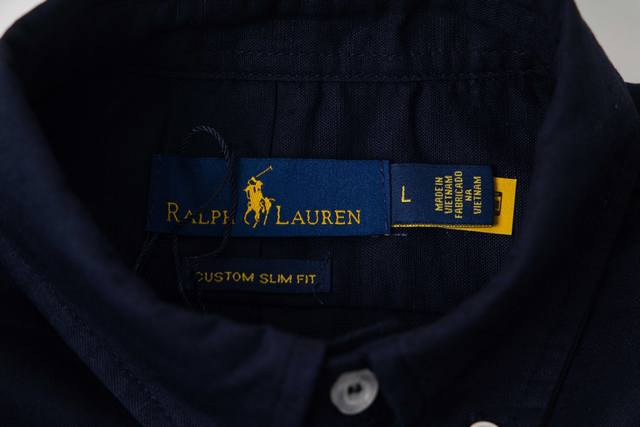 RALPH LAUREN
L
MADE IN
VIETNAM
FABRICADO
NA
VIETNAM
CUSTOM SLIM FIT